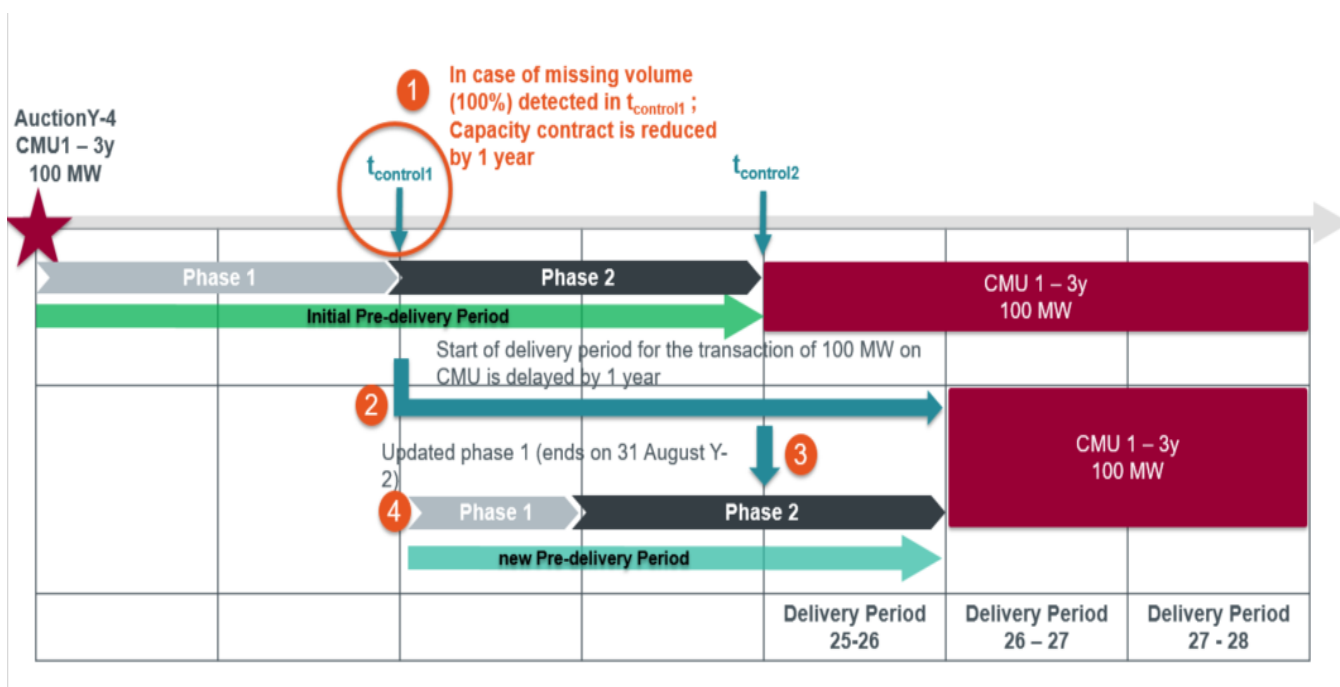 AuctionY-4
CMU1 – 3y
100 MW
1
In case of missing volume
(100%) detected in tcontrol1 ;
Capacity contract is reduced
by 1 year
tcontrol1
tcontrol2
Phase 1
Phase 2
CMU 1 – 3y
100 MW
Initial Pre-delivery Period
Start of delivery period for the transaction of 100 MW on
CMU is delayed by 1 year
2
3
CMU 1 – 3y
100 MW
Updated phase 1 (ends on 31 August Y-
2)
4
Phase 1
Phase 2
new Pre-delivery Period
Delivery Period
25-26
Delivery Period
26 – 27
Delivery Period
27 - 28